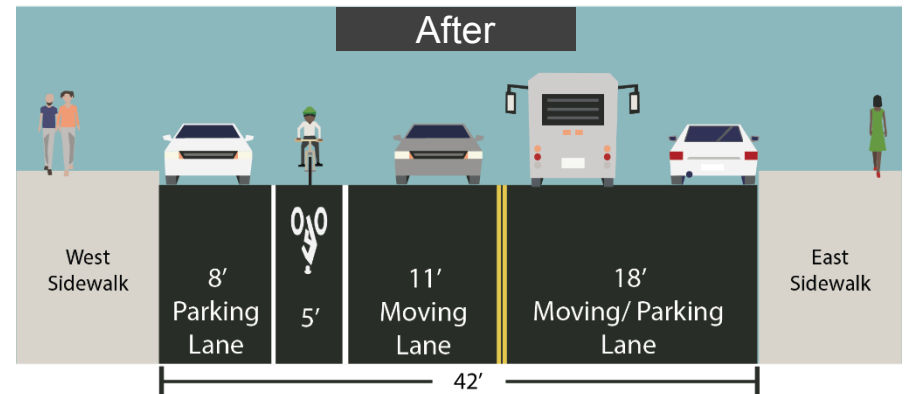 After
West
Sidewalk
8’
Parking
Lane
5’
11’
Moving
Lane
18’
Moving/ Parking
Lane
East
Sidewalk
42’